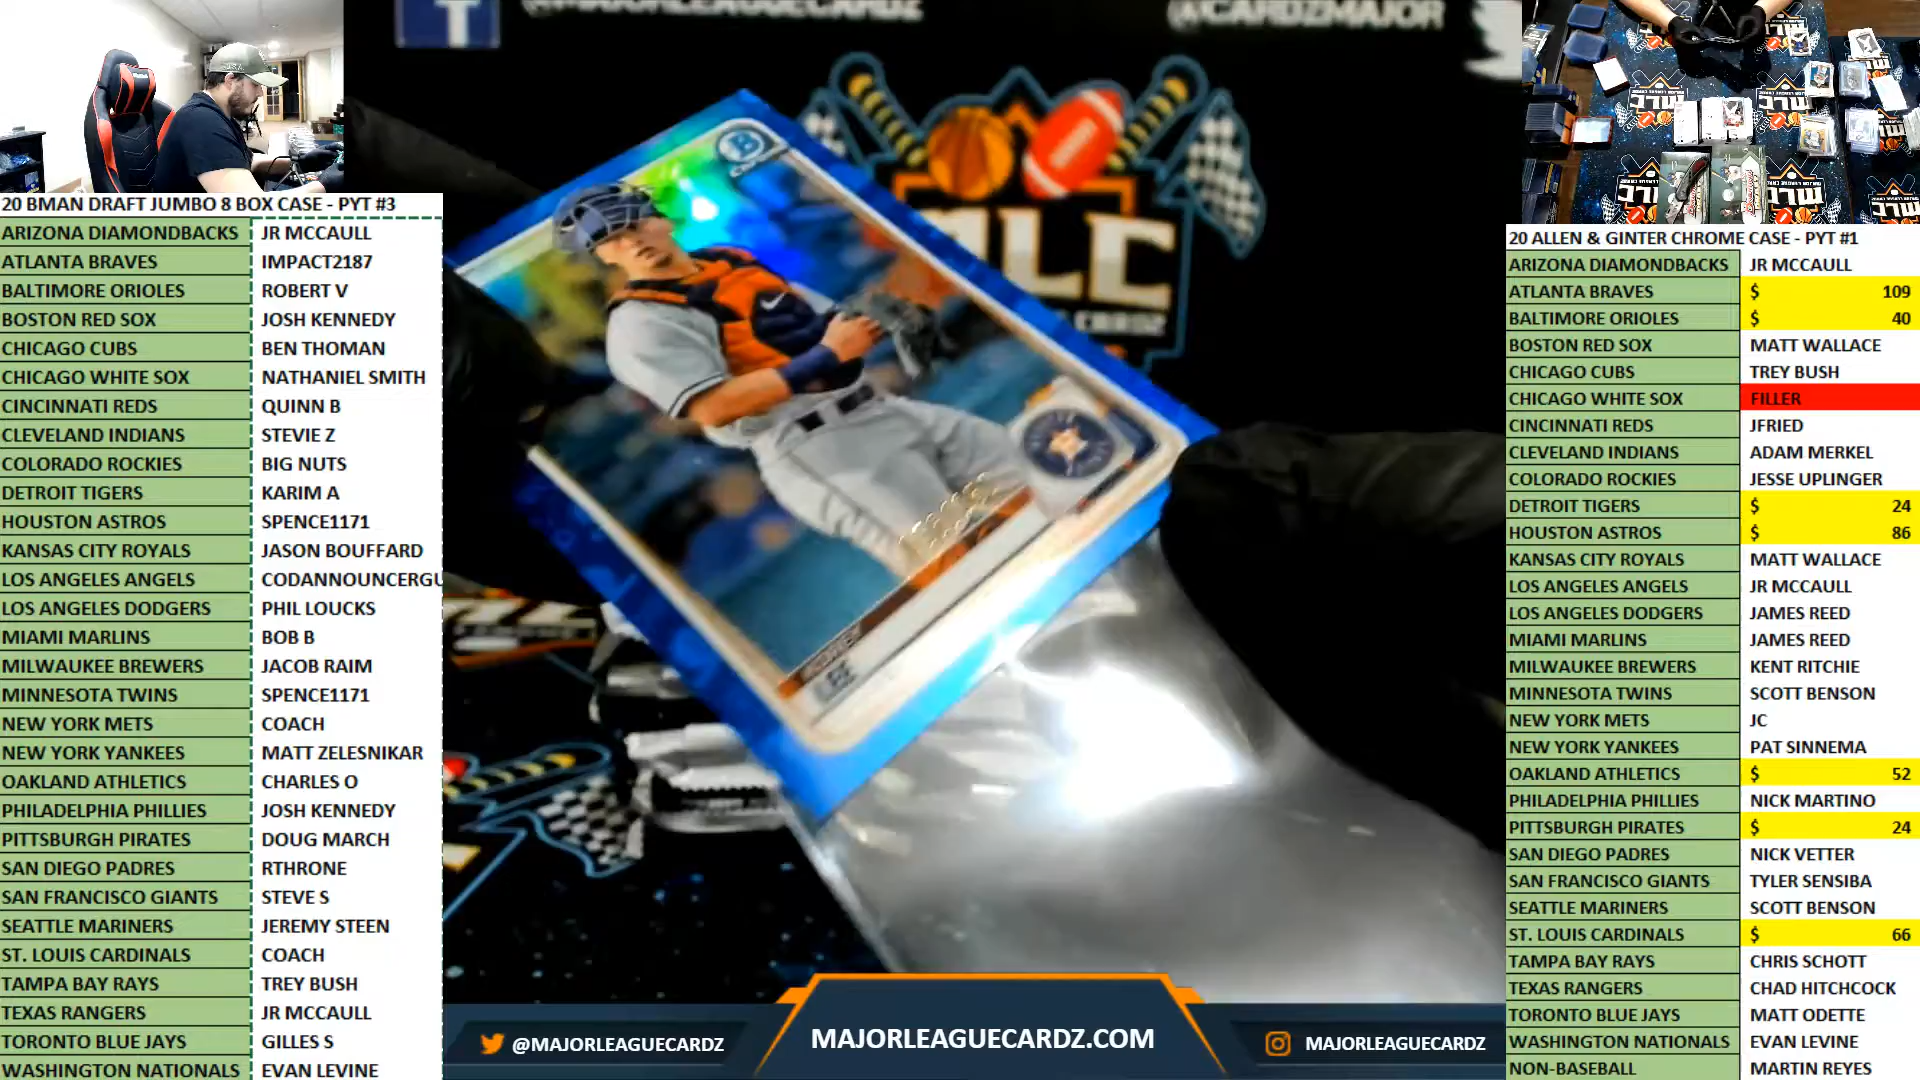 @MAJORLEAGUECARDZ
@CARDZMAJOR
20 BMAN DRAFT JUMBO 8 BOX CASE - PYT #3
ARIZONA DIAMONDBACKS JR MCCAULL
ATLANTA BRAVES IMPACT2187
BALTIMORE ORIOLES ROBERT V
BOSTON RED SOX JOSH KENNEDY
CHICAGO CUBS BEN THOMAN
CHICAGO WHITE SOX NATHANIEL SMITH
CINCINNATI REDS QUINN B
CLEVELAND INDIANS STEVIE Z
COLORADO ROCKIES BIG NUTS
DETROIT TIGERS KARIM A
HOUSTON ASTROS SPENCE1171
KANSAS CITY ROYALS JASON BOUFFARD
LOS ANGELES ANGELS CODANNOUNCERGU
LOS ANGELES DODGERS PHIL LOUCKS
MIAMI MARLINS BOB B
MILWAUKEE BREWERS JACOB RAIM
MINNESOTA TWINS SPENCE1171
NEW YORK METS COACH
NEW YORK YANKEES MATT ZELESNIKAR
OAKLAND ATHLETICS CHARLES O
PHILADELPHIA PHILLIES JOSH KENNEDY
PITTSBURGH PIRATES DOUG MARCH
SAN DIEGO PADRES RTHRONE
SAN FRANCISCO GIANTS STEVE S
SEATTLE MARINERS JEREMY STEEN
ST. LOUIS CARDINALS COACH
TAMPA BAY RAYS TREY BUSH
TEXAS RANGERS JR MCCAULL
TORONTO BLUE JAYS GILLES S
WASHINGTON NATIONALS EVAN LEVINE
B
MLC
LEE
@MAJORLEAGUECARDZ
MAJORLEAGUECARDZ.COM
MAJORLEAGUECARDZ
20 ALLEN & GINTER CHROME CASE - PYT #1
ARIZONA DIAMONDBACKS JR MCCAULL
ATLANTA BRAVES $ 109
BALTIMORE ORIOLES $ 40
BOSTON RED SOX MATT WALLACE
CHICAGO CUBS TREY BUSH
CHICAGO WHITE SOX FILLER
CINCINNATI REDS JFRIED
CLEVELAND INDIANS ADAM MERKEL
COLORADO ROCKIES JESSE UPLINGER
DETROIT TIGERS $ 24
HOUSTON ASTROS $ 86
KANSAS CITY ROYALS MATT WALLACE
LOS ANGELES ANGELS JR MCCAULL
LOS ANGELES DODGERS JAMES REED
MIAMI MARLINS JAMES REED
MILWAUKEE BREWERS KENT RITCHIE
MINNESOTA TWINS SCOTT BENSON
NEW YORK METS JC
NEW YORK YANKEES PAT SINNEMA
OAKLAND ATHLETICS $ 52
PHILADELPHIA PHILLIES NICK MARTINO
PITTSBURGH PIRATES $ 24
SAN DIEGO PADRES NICK VETTER
SAN FRANCISCO GIANTS TYLER SENSIBA
SEATTLE MARINERS SCOTT BENSON
ST. LOUIS CARDINALS $ 66
TAMPA BAY RAYS CHRIS SCHOTT
TEXAS RANGERS CHAD HITCHCOCK
TORONTO BLUE JAYS MATT ODETTE
WASHINGTON NATIONALS EVAN LEVINE
NON-BASEBALL MARTIN REYES